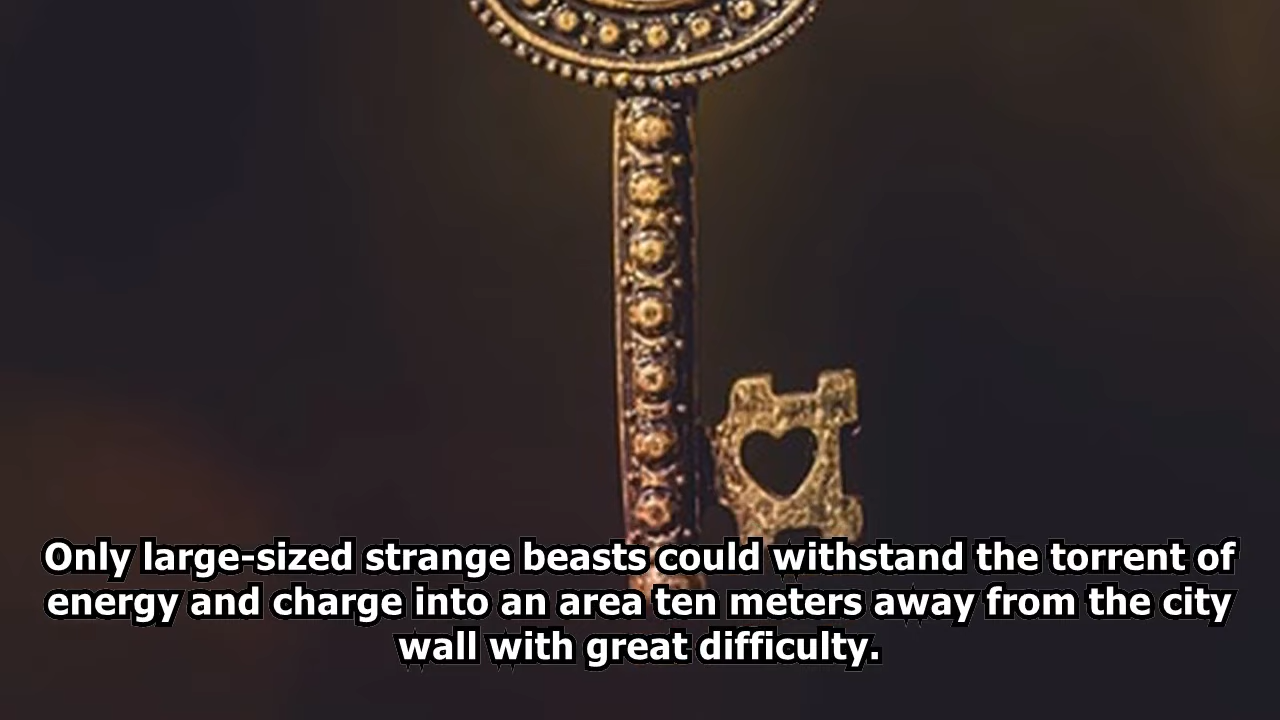 Only large-sized strange beasts could withstand the torrent of
energy and charge into an area ten meters away from the city
wall with great difficulty.